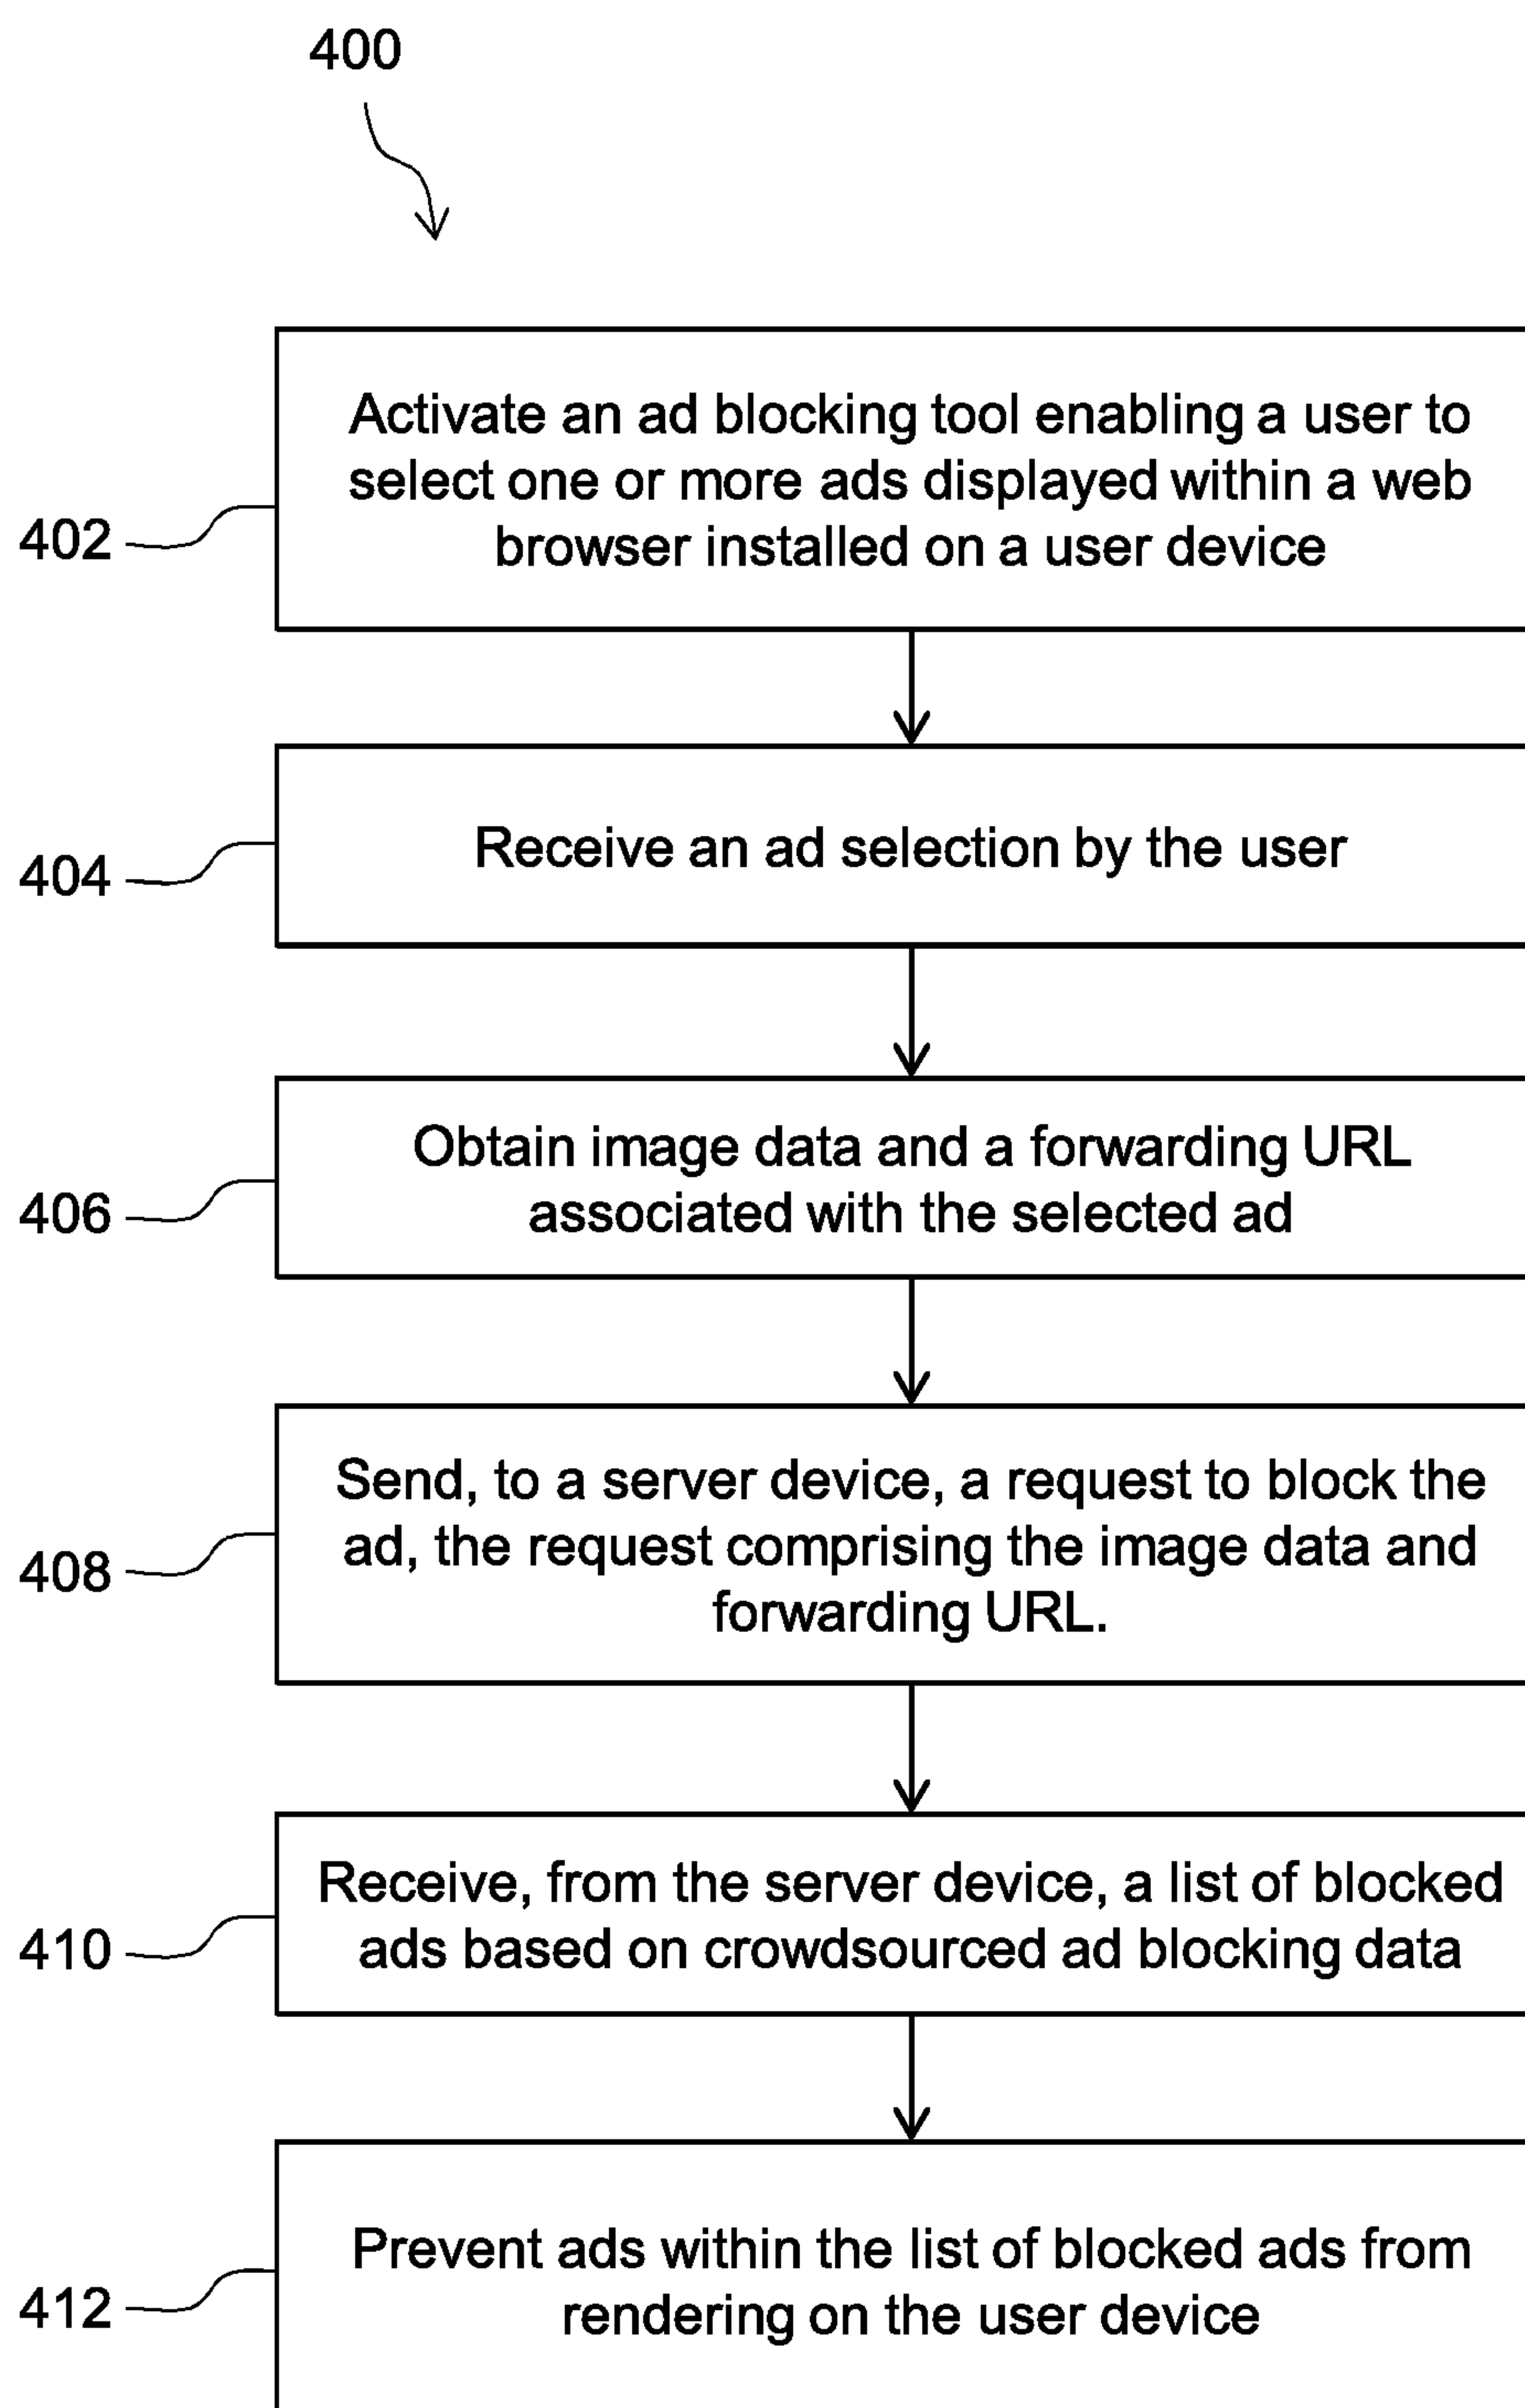 400
402
Activate an ad blocking tool enabling a user to
select one or more ads displayed within a web
browser installed on a user device
404
Receive an ad selection by the user
406
Obtain image data and a forwarding URL
associated with the selected ad
408
Send, to a server device, a request to block the
ad, the request comprising the image data and
forwarding URL.
410
Receive, from the server device, a list of blocked
ads based on crowdsourced ad blocking data
412
Prevent ads within the list of blocked ads from
rendering on the user device